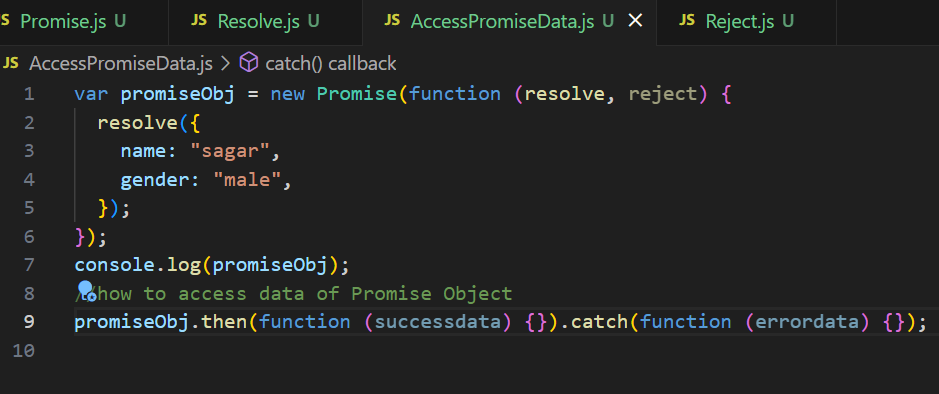 JS Promise.js U JS Resolve.js U JS AccessPromiseData.js U JS Reject.js U
JS AccessPromiseData.js > catch() callback
1 var promiseObj = new Promise(function (resolve, reject) {
2 resolve({
3 name: "sagar",
4 gender: "male",
5 });
6 });
7 console.log(promiseObj);
8 //how to access data of Promise Object
9 promiseObj.then(function (successdata) {}).catch(function (errordata) {});
10